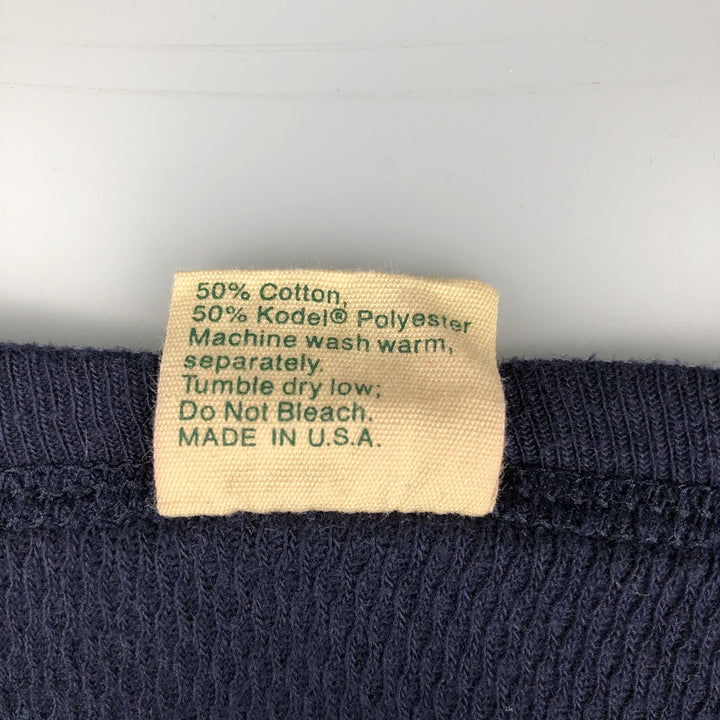 50% Cotton,
50% Kodel® Polyester
Machine wash warm,
separately.
Tumble dry low;
Do Not Bleach.
MADE IN U.S.A.